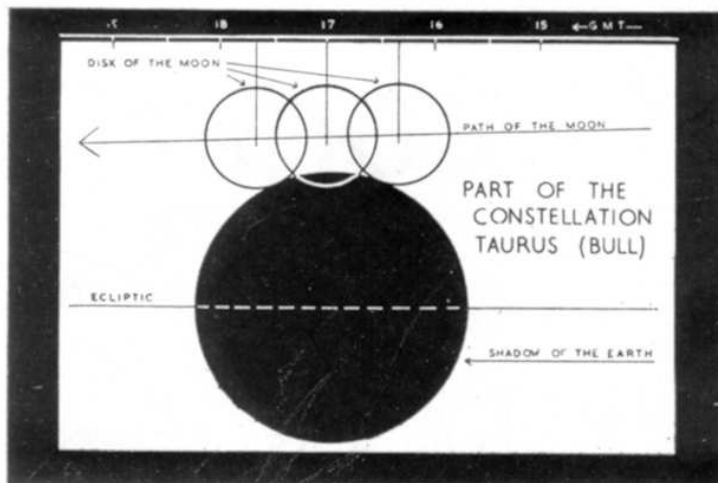 18 17 16 15 ←G M T—
DISK OF THE MOON
PATH OF THE MOON
PART OF THE
CONSTELLATION
TAURUS (BULL)
ECLIPTIC
SHADOW OF THE EARTH